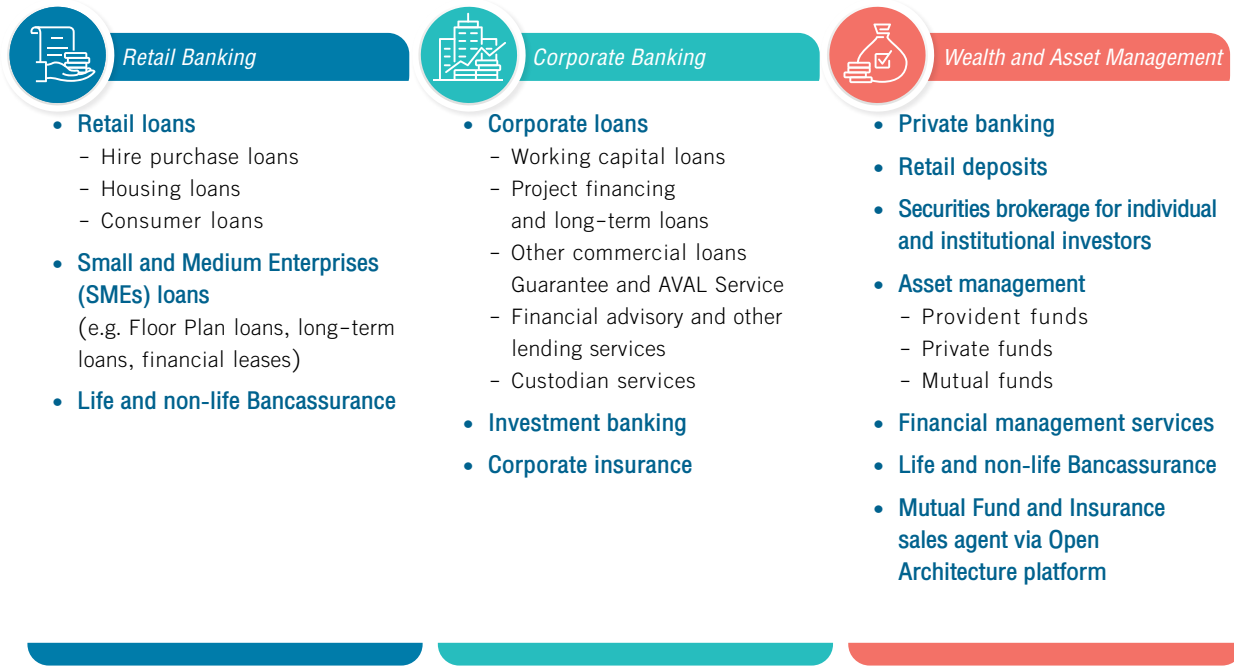 Retail Banking
• Retail loans
– Hire purchase loans
– Housing loans
– Consumer loans
• Small and Medium Enterprises
(SMEs) loans
(e.g. Floor Plan loans, long-term
loans, financial leases)
• Life and non-life Bancassurance
Corporate Banking
• Corporate loans
– Working capital loans
– Project financing
and long-term loans
– Other commercial loans
Guarantee and AVAL Service
– Financial advisory and other
lending services
– Custodian services
• Investment banking
• Corporate insurance
Wealth and Asset Management
• Private banking
• Retail deposits
• Securities brokerage for individual
and institutional investors
• Asset management
– Provident funds
– Private funds
– Mutual funds
• Financial management services
• Life and non-life Bancassurance
• Mutual Fund and Insurance
sales agent via Open
Architecture platform